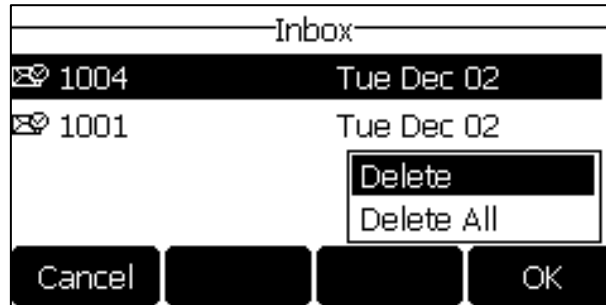 Inbox
1004 Tue Dec 02
1001 Tue Dec 02
Delete
Delete All
Cancel OK